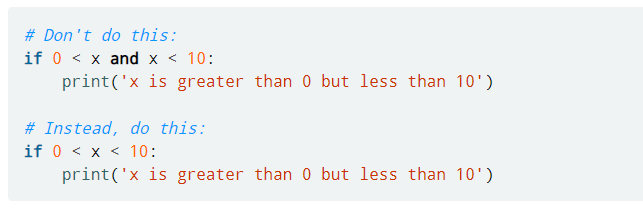 # Don't do this:
if 0 < x and x < 10:
    print('x is greater than 0 but less than 10')

# Instead, do this:
if 0 < x < 10:
    print('x is greater than 0 but less than 10')